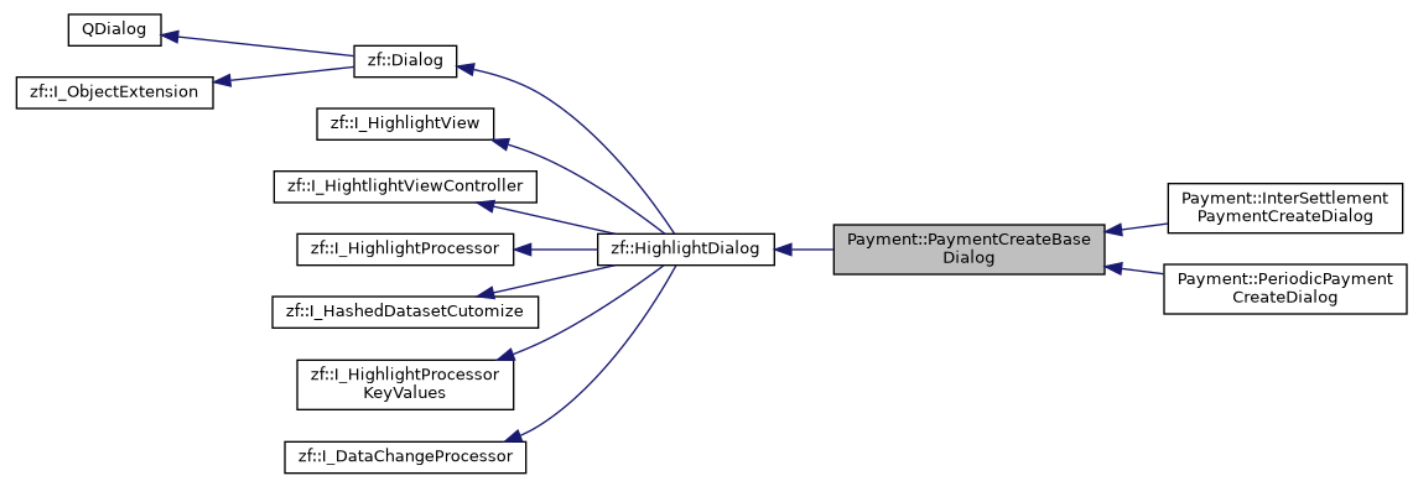 QDialog
zf::Dialog
zf::I_ObjectExtension
zf::I_HighlightView
zf::I_HightlightViewController
zf::I_HighlightProcessor
zf::HighlightDialog
zf::I_HashedDatasetCutomize
zf::I_HighlightProcessor
KeyValues
zf::I_DataChangeProcessor
Payment::PaymentCreateBase
Dialog
Payment::InterSettlement
PaymentCreateDialog
Payment::PeriodicPayment
CreateDialog